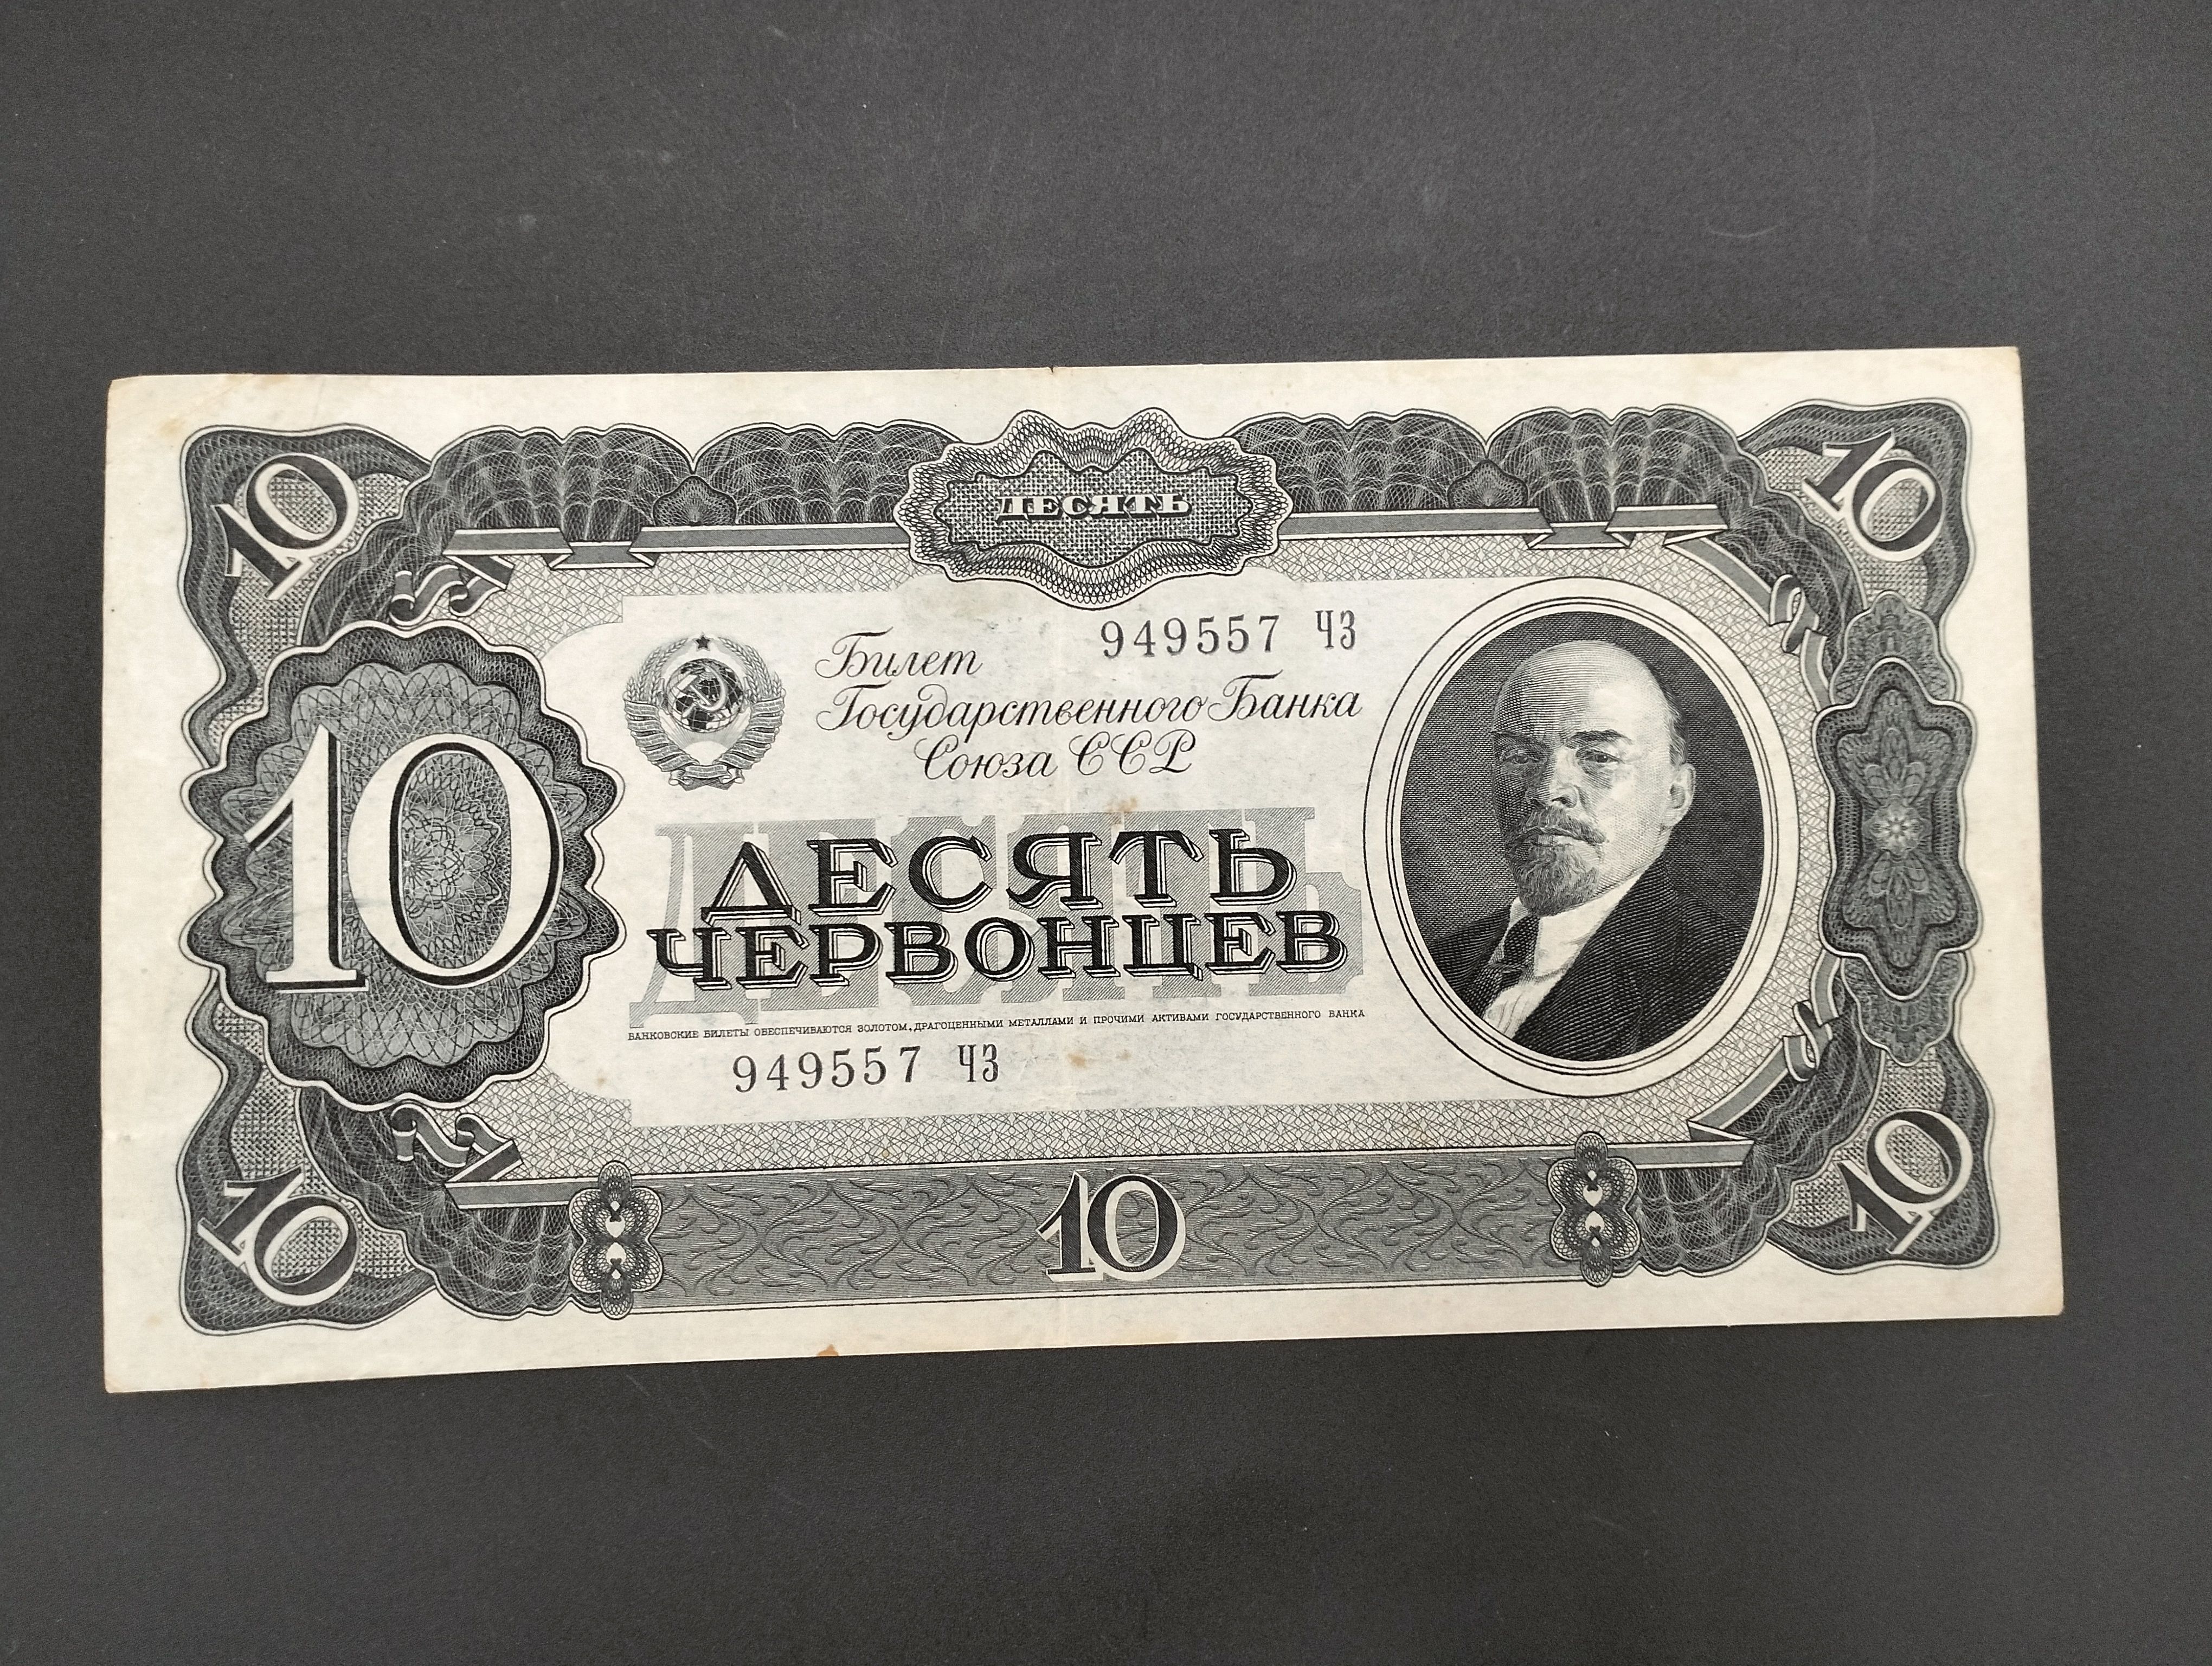 10
ДЕСЯТЬ
10
949557 ЧЗ
Билет
Государственного Банка
Союза ССР
10
ДЕСЯТЬ
ДЕСЯТЬ
ЧЕРВОНЦЕВ
БАНКОВСКИЕ БИЛЕТЫ ОБЕСПЕЧИВАЮТСЯ ЗОЛОТОМ, ДРАГОЦЕННЫМИ МЕТАЛЛАМИ И ПРОЧИМИ АКТИВАМИ ГОСУДАРСТВЕННОГО БАНКА
949557 ЧЗ
10
10
10